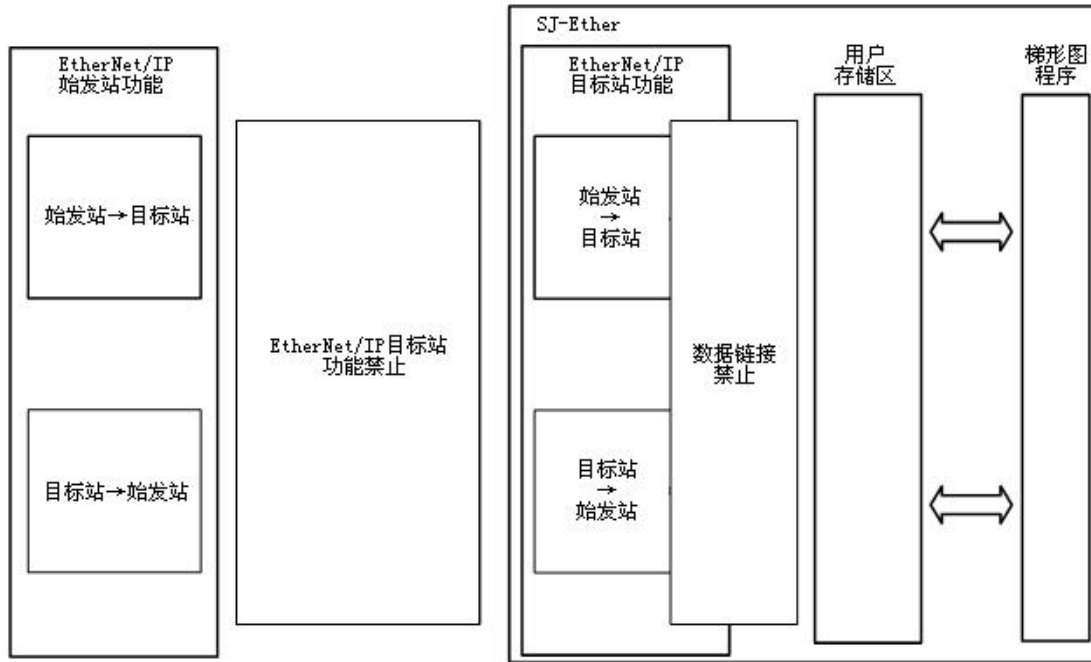 SJ-Ether
EtherNet/IP
始发站功能
始发站→目标站
目标站→始发站
EtherNet/IP目标站
功能禁止
EtherNet/IP
目标站功能
始发站
→
目标站
目标站
→
始发站
数据链接
禁止
用户
存储区
梯形图
程序